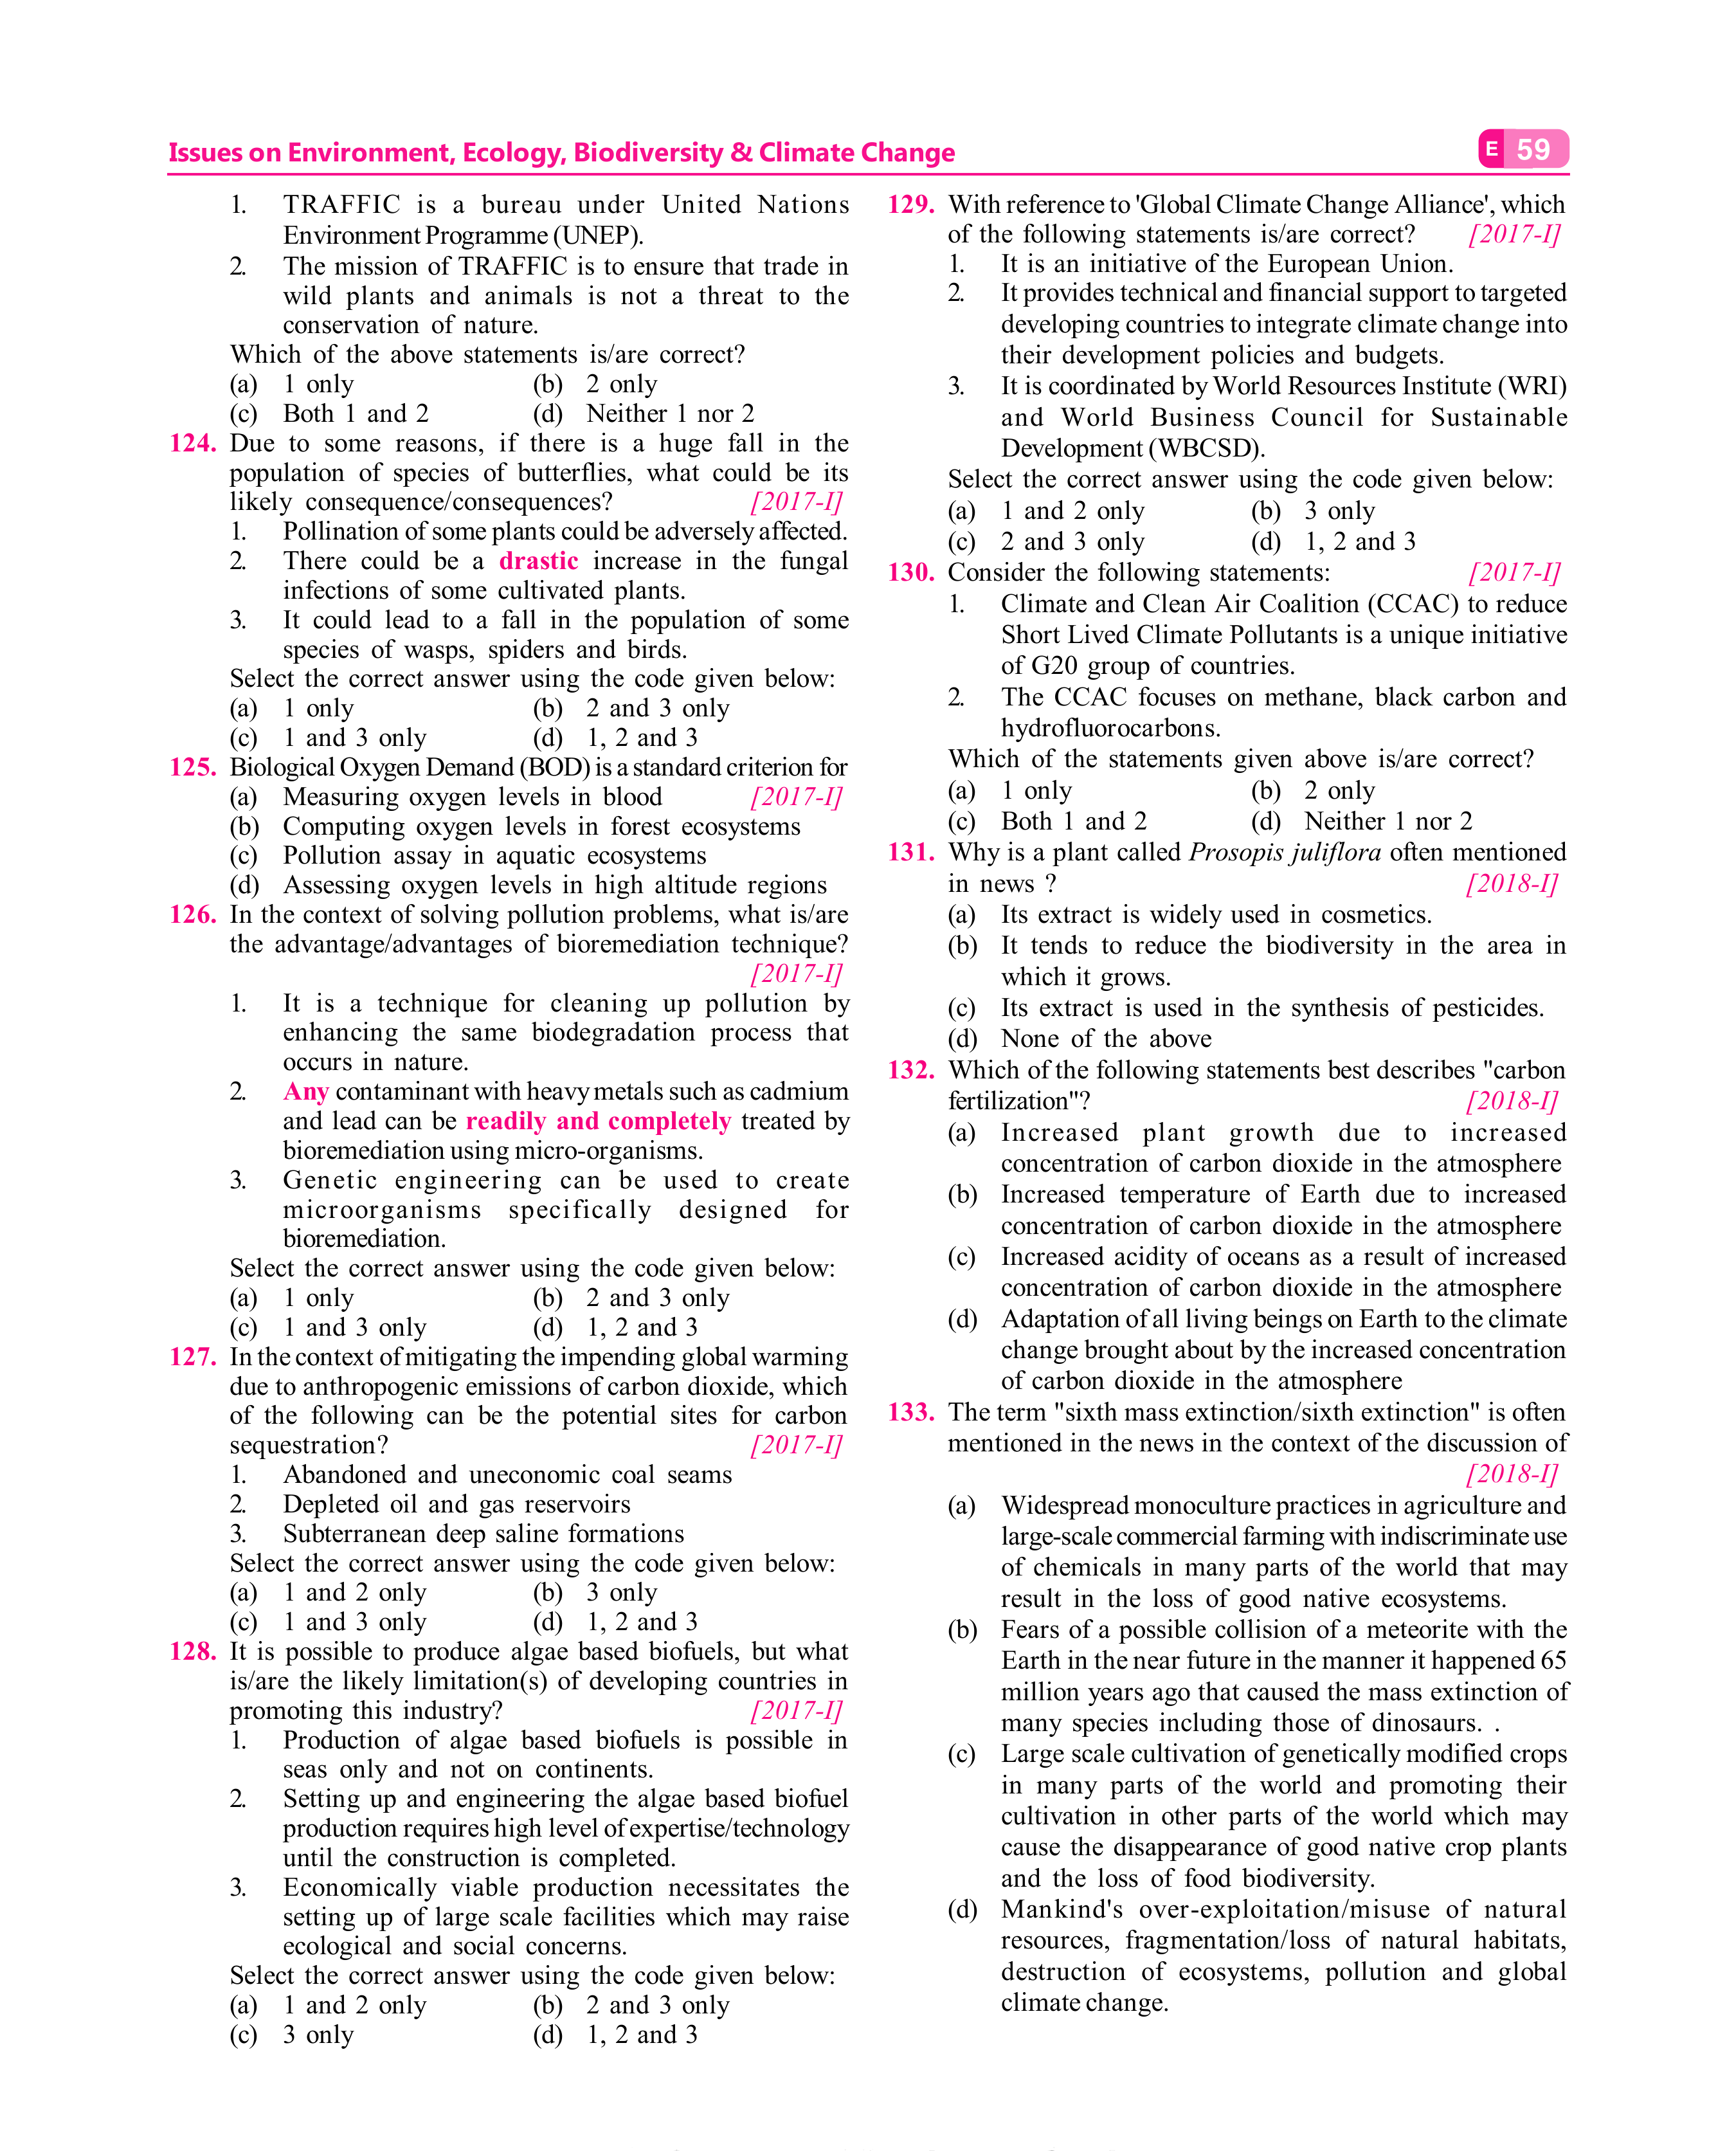 Issues on Environment, Ecology, Biodiversity & Climate Change
E 59
1. TRAFFIC is a bureau under United Nations
Environment Programme (UNEP).
2. The mission of TRAFFIC is to ensure that trade in
wild plants and animals is not a threat to the
conservation of nature.
Which of the above statements is/are correct?
(a) 1 only (b) 2 only
(c) Both 1 and 2 (d) Neither 1 nor 2
124. Due to some reasons, if there is a huge fall in the
population of species of butterflies, what could be its
likely consequence/consequences? [2017-I]
1. Pollination of some plants could be adversely affected.
2. There could be a drastic increase in the fungal
infections of some cultivated plants.
3. It could lead to a fall in the population of some
species of wasps, spiders and birds.
Select the correct answer using the code given below:
(a) 1 only (b) 2 and 3 only
(c) 1 and 3 only (d) 1, 2 and 3
125. Biological Oxygen Demand (BOD) is a standard criterion for
(a) Measuring oxygen levels in blood [2017-I]
(b) Computing oxygen levels in forest ecosystems
(c) Pollution assay in aquatic ecosystems
(d) Assessing oxygen levels in high altitude regions
126. In the context of solving pollution problems, what is/are
the advantage/advantages of bioremediation technique?
[2017-I]
1. It is a technique for cleaning up pollution by
enhancing the same biodegradation process that
occurs in nature.
2. Any contaminant with heavy metals such as cadmium
and lead can be readily and completely treated by
bioremediation using micro-organisms.
3. Genetic engineering can be used to create
microorganisms specifically designed for
bioremediation.
Select the correct answer using the code given below:
(a) 1 only (b) 2 and 3 only
(c) 1 and 3 only (d) 1, 2 and 3
127. In the context of mitigating the impending global warming
due to anthropogenic emissions of carbon dioxide, which
of the following can be the potential sites for carbon
sequestration? [2017-I]
1. Abandoned and uneconomic coal seams
2. Depleted oil and gas reservoirs
3. Subterranean deep saline formations
Select the correct answer using the code given below:
(a) 1 and 2 only (b) 3 only
(c) 1 and 3 only (d) 1, 2 and 3
128. It is possible to produce algae based biofuels, but what
is/are the likely limitation(s) of developing countries in
promoting this industry? [2017-I]
1. Production of algae based biofuels is possible in
seas only and not on continents.
2. Setting up and engineering the algae based biofuel
production requires high level of expertise/technology
until the construction is completed.
3. Economically viable production necessitates the
setting up of large scale facilities which may raise
ecological and social concerns.
Select the correct answer using the code given below:
(a) 1 and 2 only (b) 2 and 3 only
(c) 3 only (d) 1, 2 and 3
129. With reference to 'Global Climate Change Alliance', which
of the following statements is/are correct? [2017-I]
1. It is an initiative of the European Union.
2. It provides technical and financial support to targeted
developing countries to integrate climate change into
their development policies and budgets.
3. It is coordinated by World Resources Institute (WRI)
and World Business Council for Sustainable
Development (WBCSD).
Select the correct answer using the code given below:
(a) 1 and 2 only (b) 3 only
(c) 2 and 3 only (d) 1, 2 and 3
130. Consider the following statements: [2017-I]
1. Climate and Clean Air Coalition (CCAC) to reduce
Short Lived Climate Pollutants is a unique initiative
of G20 group of countries.
2. The CCAC focuses on methane, black carbon and
hydrofluorocarbons.
Which of the statements given above is/are correct?
(a) 1 only (b) 2 only
(c) Both 1 and 2 (d) Neither 1 nor 2
131. Why is a plant called Prosopis juliflora often mentioned
in news ? [2018-I]
(a) Its extract is widely used in cosmetics.
(b) It tends to reduce the biodiversity in the area in
which it grows.
(c) Its extract is used in the synthesis of pesticides.
(d) None of the above
132. Which of the following statements best describes "carbon
fertilization"? [2018-I]
(a) Increased plant growth due to increased
concentration of carbon dioxide in the atmosphere
(b) Increased temperature of Earth due to increased
concentration of carbon dioxide in the atmosphere
(c) Increased acidity of oceans as a result of increased
concentration of carbon dioxide in the atmosphere
(d) Adaptation of all living beings on Earth to the climate
change brought about by the increased concentration
of carbon dioxide in the atmosphere
133. The term "sixth mass extinction/sixth extinction" is often
mentioned in the news in the context of the discussion of
[2018-I]
(a) Widespread monoculture practices in agriculture and
large-scale commercial farming with indiscriminate use
of chemicals in many parts of the world that may
result in the loss of good native ecosystems.
(b) Fears of a possible collision of a meteorite with the
Earth in the near future in the manner it happened 65
million years ago that caused the mass extinction of
many species including those of dinosaurs. .
(c) Large scale cultivation of genetically modified crops
in many parts of the world and promoting their
cultivation in other parts of the world which may
cause the disappearance of good native crop plants
and the loss of food biodiversity.
(d) Mankind's over-exploitation/misuse of natural
resources, fragmentation/loss of natural habitats,
destruction of ecosystems, pollution and global
climate change.